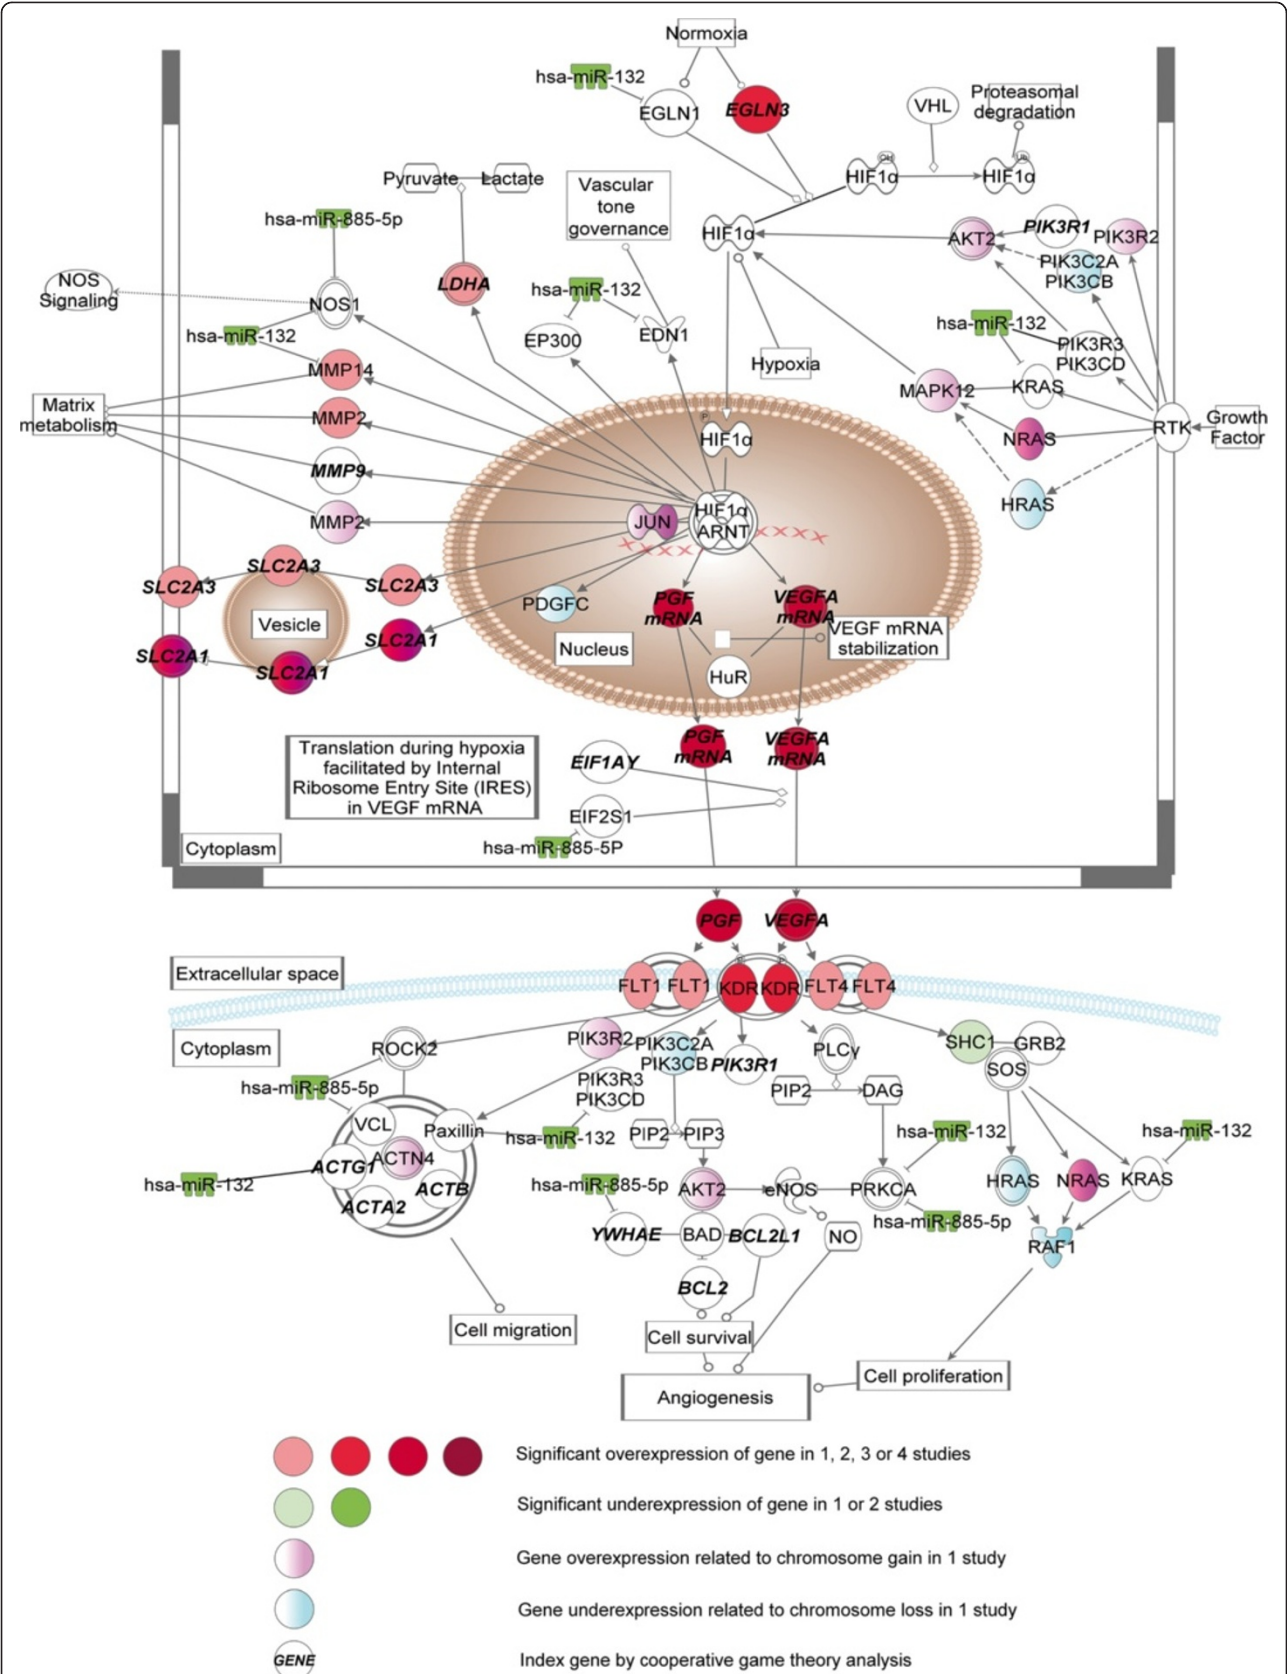 Normoxia
hsa-miR-132
EGLN1
EGLN3
VHL
Proteasomal
degradation
OH
Ub
HIF1α
HIF1α
Pyruvate
Lactate
Vascular
tone
governance
HIF1α
AKT2
PIK3R1
PIK3R2
PIK3C2A
PIK3CB
hsa-miR-885-5p
NOS
Signaling
NOS1
LDHA
hsa-miR-132
EP300
EDN1
Hypoxia
hsa-miR-132
PIK3R3
PIK3CD
hsa-miR-132
MMP14
MAPK12
KRAS
Matrix
metabolism
MMP2
NRAS
RTK
Growth
Factor
P
HIF1α
MMP9
HRAS
MMP2
JUN
HIF1α
ARNT
SLC2A3
SLC2A3
SLC2A3
PDGFC
PGF
mRNA
VEGFA
mRNA
Vesicle
SLC2A1
SLC2A1
SLC2A1
Nucleus
VEGF mRNA
stabilization
HuR
Translation during hypoxia
facilitated by Internal
Ribosome Entry Site (IRES)
in VEGF mRNA
PGF
mRNA
VEGFA
mRNA
EIF1AY
EIF2S1
hsa-miR-885-5P
Cytoplasm
PGF
VEGFA
Extracellular space
FLT1
FLT1
KDR
KDR
FLT4
FLT4
Cytoplasm
ROCK2
PIK3R2
PIK3C2A
PIK3CB
PIK3R1
PLCγ
SHC1
GRB2
SOS
hsa-miR-885-5p
PIK3R3
PIK3CD
PIP2
DAG
VCL
Paxillin
hsa-miR-132
PIP2
PIP3
hsa-miR-132
hsa-miR-132
ACTG1
ACTN4
hsa-miR-132
ACTB
ACTA2
hsa-miR-885-5p
AKT2
eNOS
PRKCA
HRAS
NRAS
KRAS
hsa-miR-885-5p
YWHAE
BAD
BCL2L1
NO
RAF1
BCL2
Cell migration
Cell survival
Cell proliferation
Angiogenesis
Significant overexpression of gene in 1, 2, 3 or 4 studies
Significant underexpression of gene in 1 or 2 studies
Gene overexpression related to chromosome gain in 1 study
Gene underexpression related to chromosome loss in 1 study
GENE
Index gene by cooperative game theory analysis